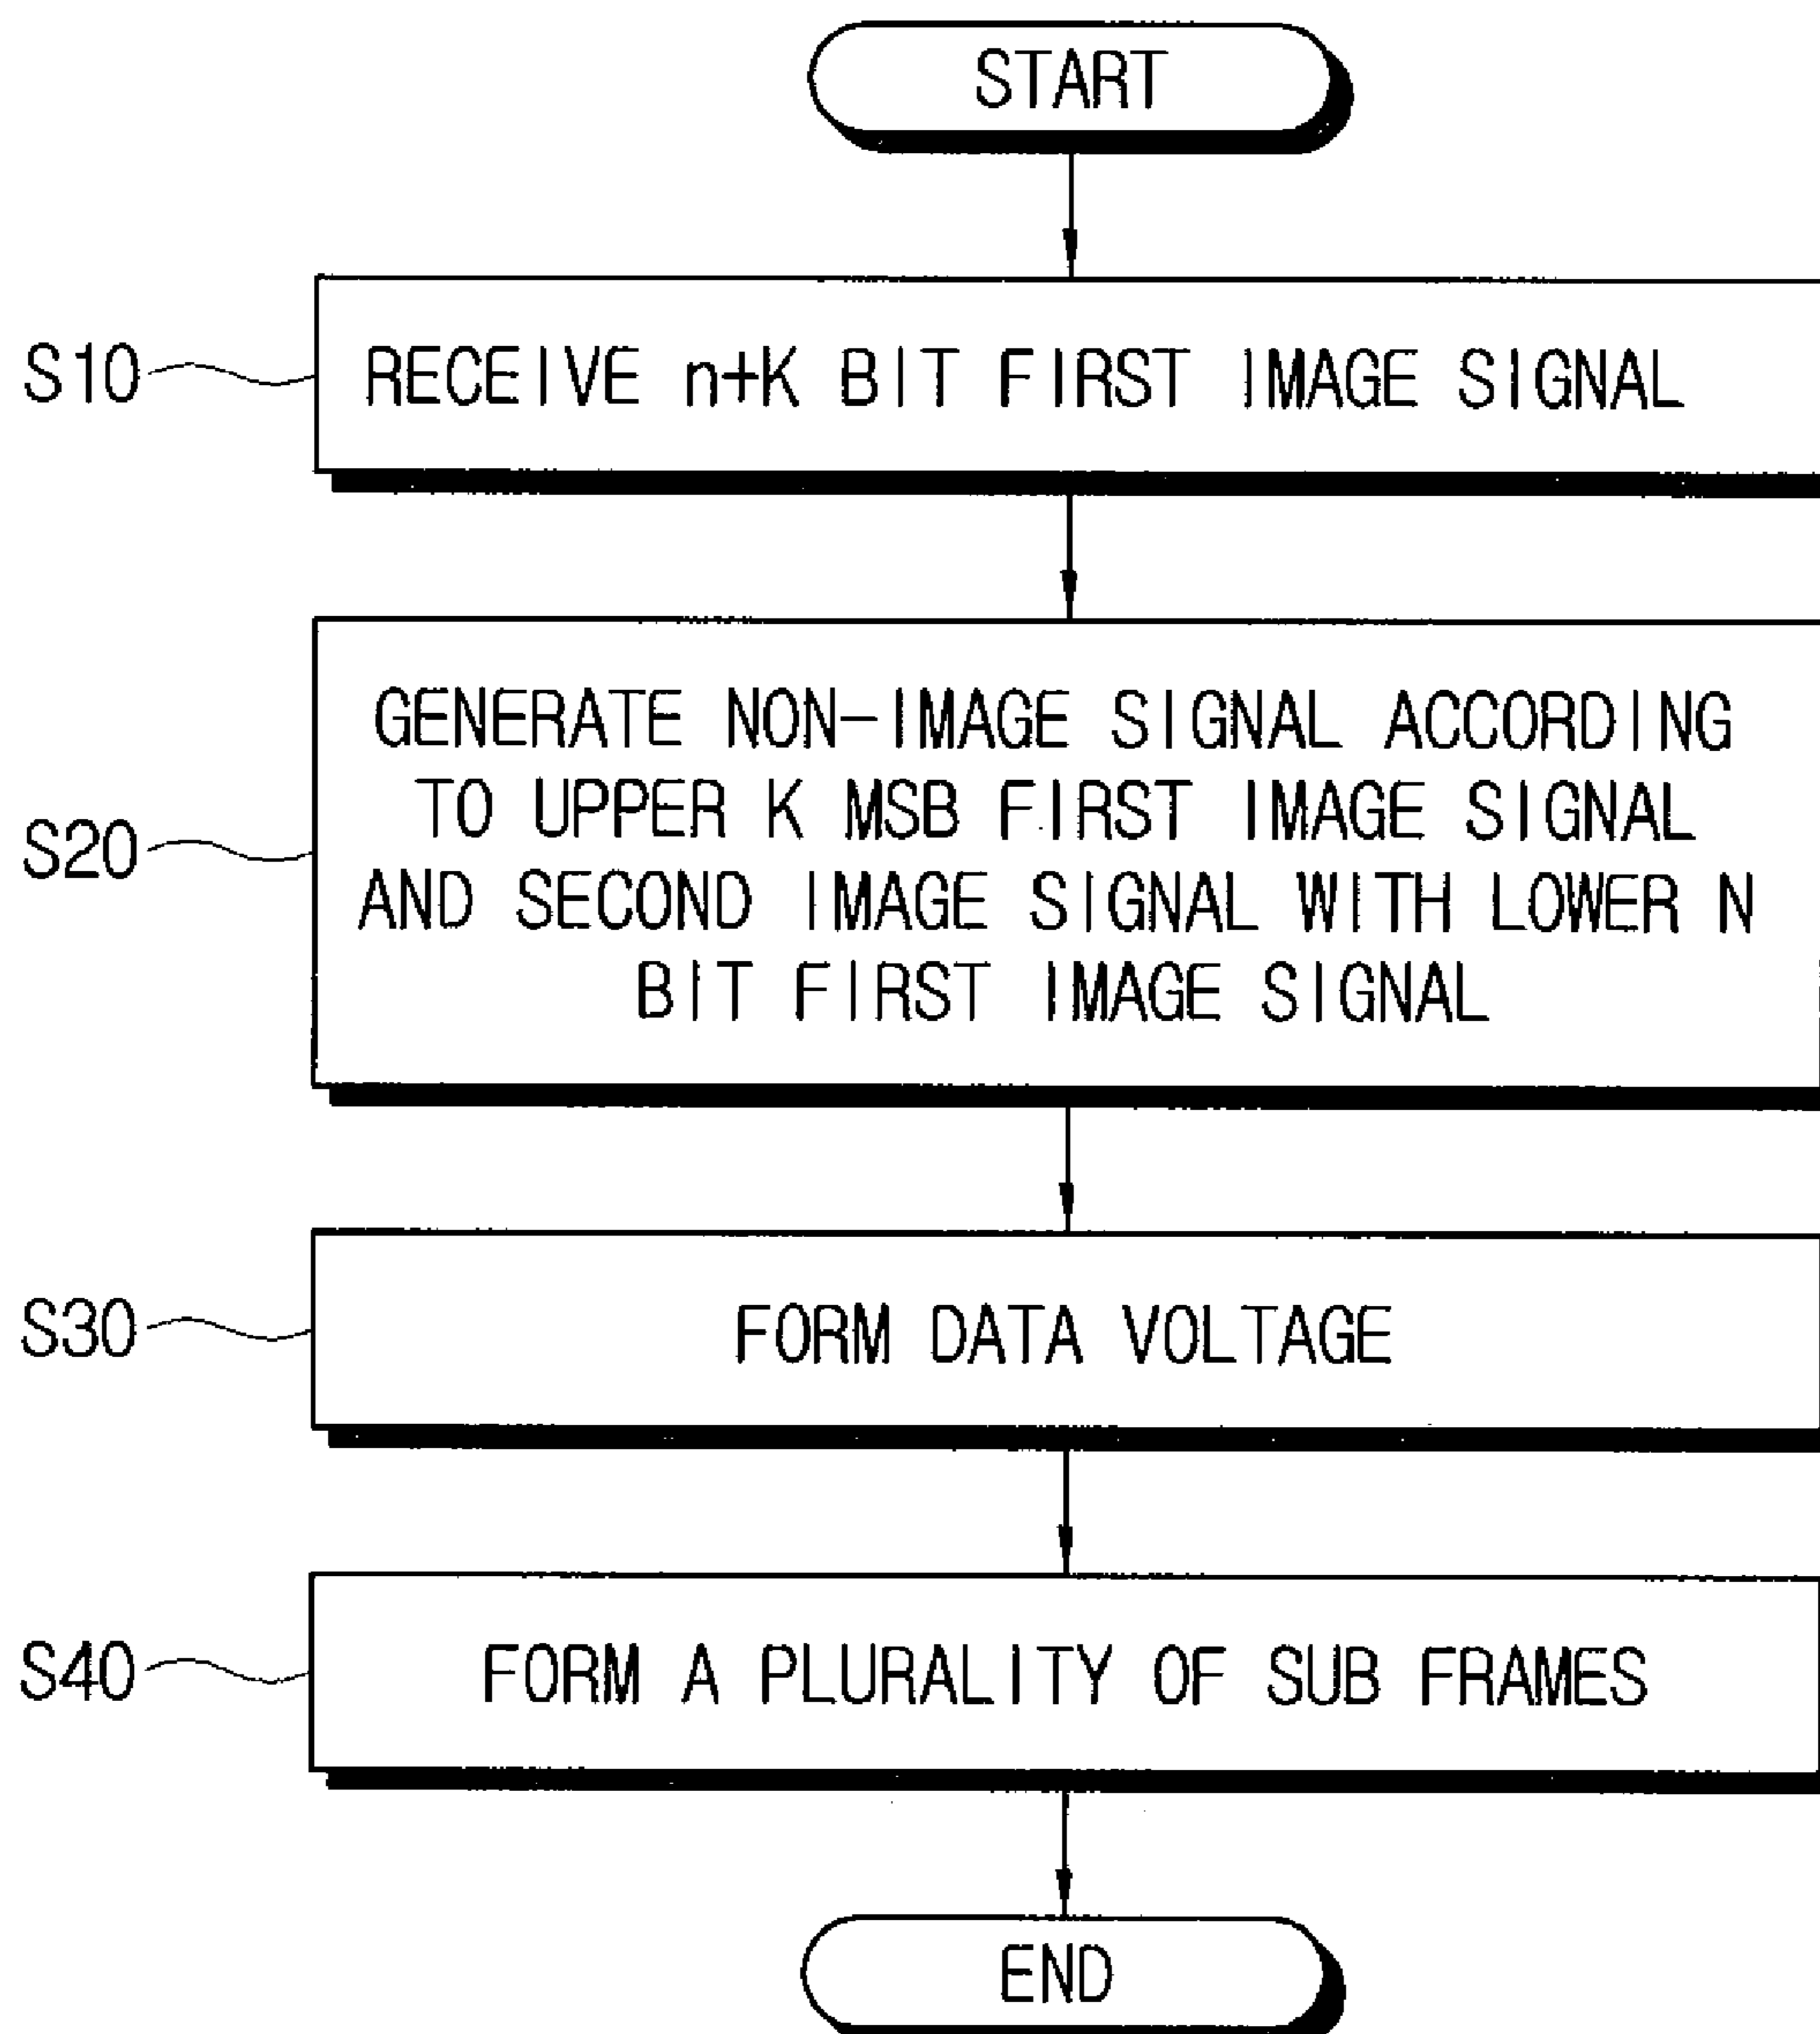 START
S10
RECEIVE n+K BIT FIRST IMAGE SIGNAL
S20
GENERATE NON-IMAGE SIGNAL ACCORDING
TO UPPER K MSB FIRST IMAGE SIGNAL
AND SECOND IMAGE SIGNAL WITH LOWER N
BIT FIRST IMAGE SIGNAL
S30
FORM DATA VOLTAGE
S40
FORM A PLURALITY OF SUB FRAMES
END